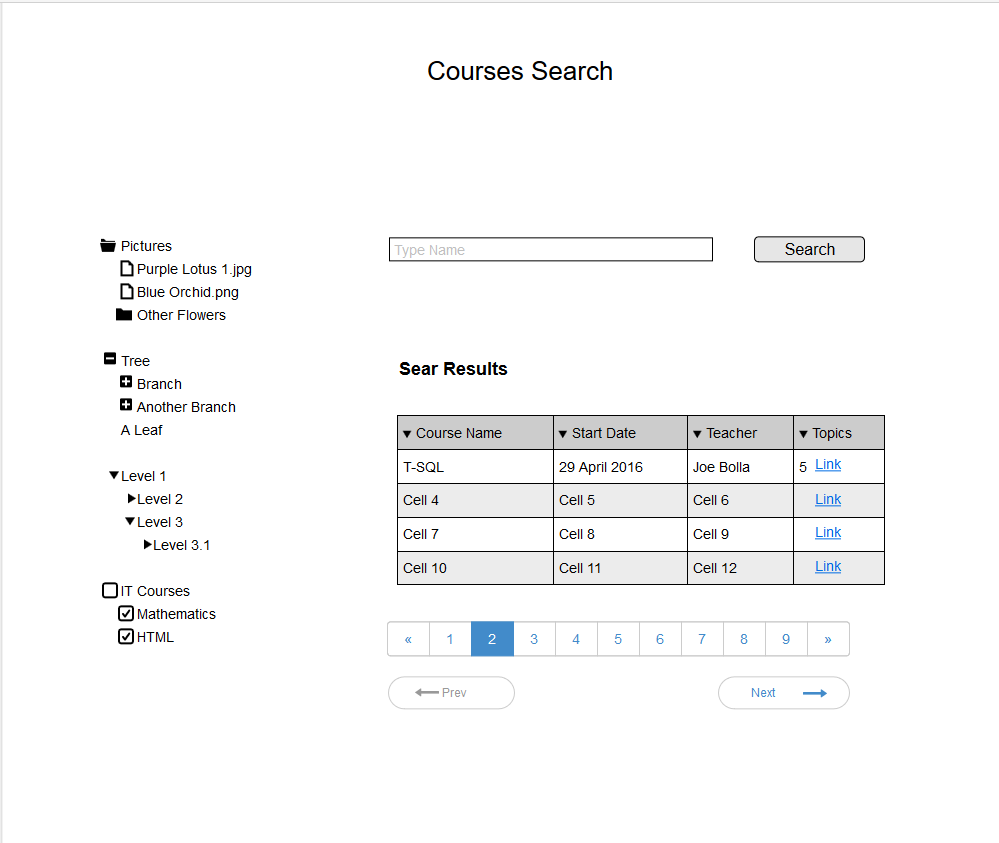 Courses Search
Pictures
Purple Lotus 1.jpg
Blue Orchid.png
Other Flowers
Tree
Branch
Another Branch
A Leaf
Level 1
Level 2
Level 3
Level 3.1
IT Courses
Mathematics
HTML
Type Name
Search
Sear Results
Course Name Start Date Teacher Topics
T-SQL 29 April 2016 Joe Bolla 5 Link
Cell 4 Cell 5 Cell 6 Link
Cell 7 Cell 8 Cell 9 Link
Cell 10 Cell 11 Cell 12 Link
« 1 2 3 4 5 6 7 8 9 »
Prev Next